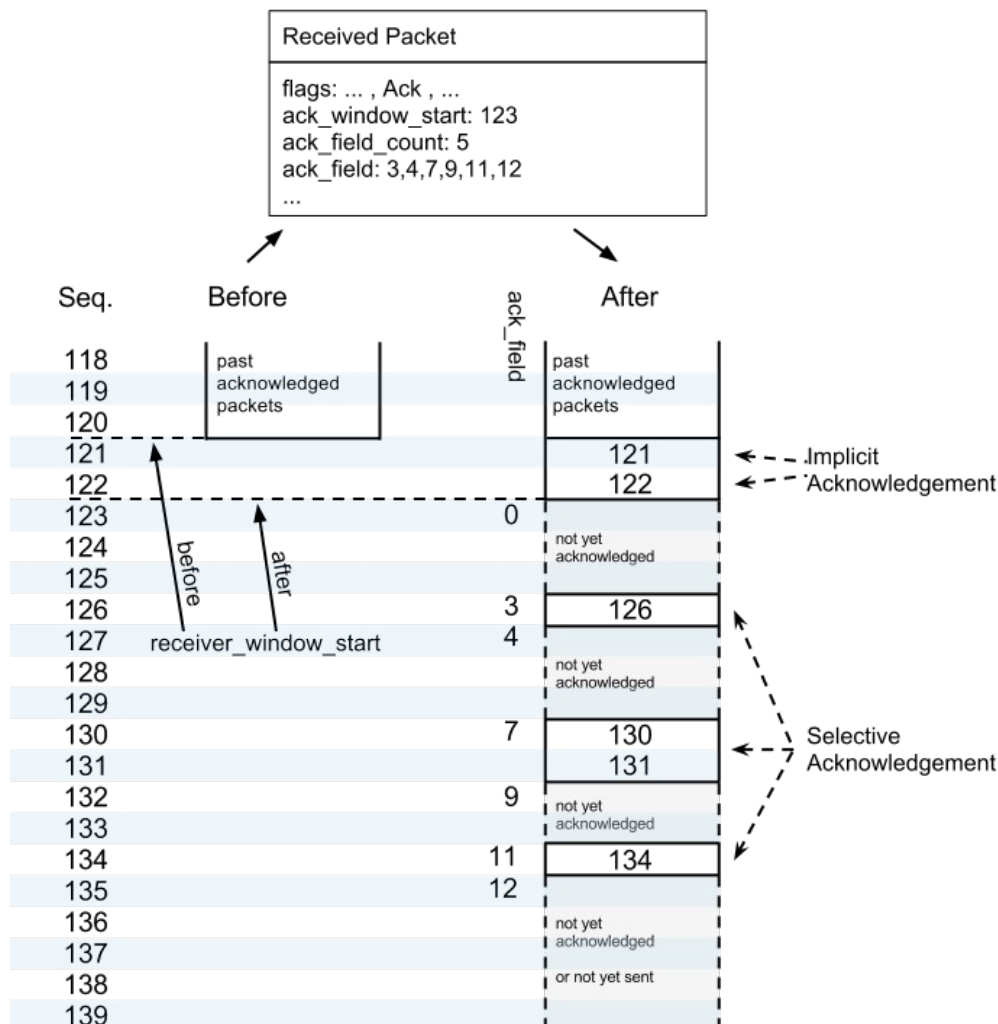 Received Packet
flags: ... , Ack , ...
ack_window_start: 123
ack_field_count: 5
ack_field: 3,4,7,9,11,12
...
Seq.
Before
ack_field
After
118
119
120
121
122
123
124
125
126
127
128
129
130
131
132
133
134
135
136
137
138
139
past
acknowledged
packets
before
after
receiver_window_start
0
3
4
7
9
11
12
past
acknowledged
packets
121
122
not yet
acknowledged
126
not yet
acknowledged
130
131
not yet
acknowledged
134
not yet
acknowledged
or not yet sent
Implicit
Acknowledgement
Selective
Acknowledgement